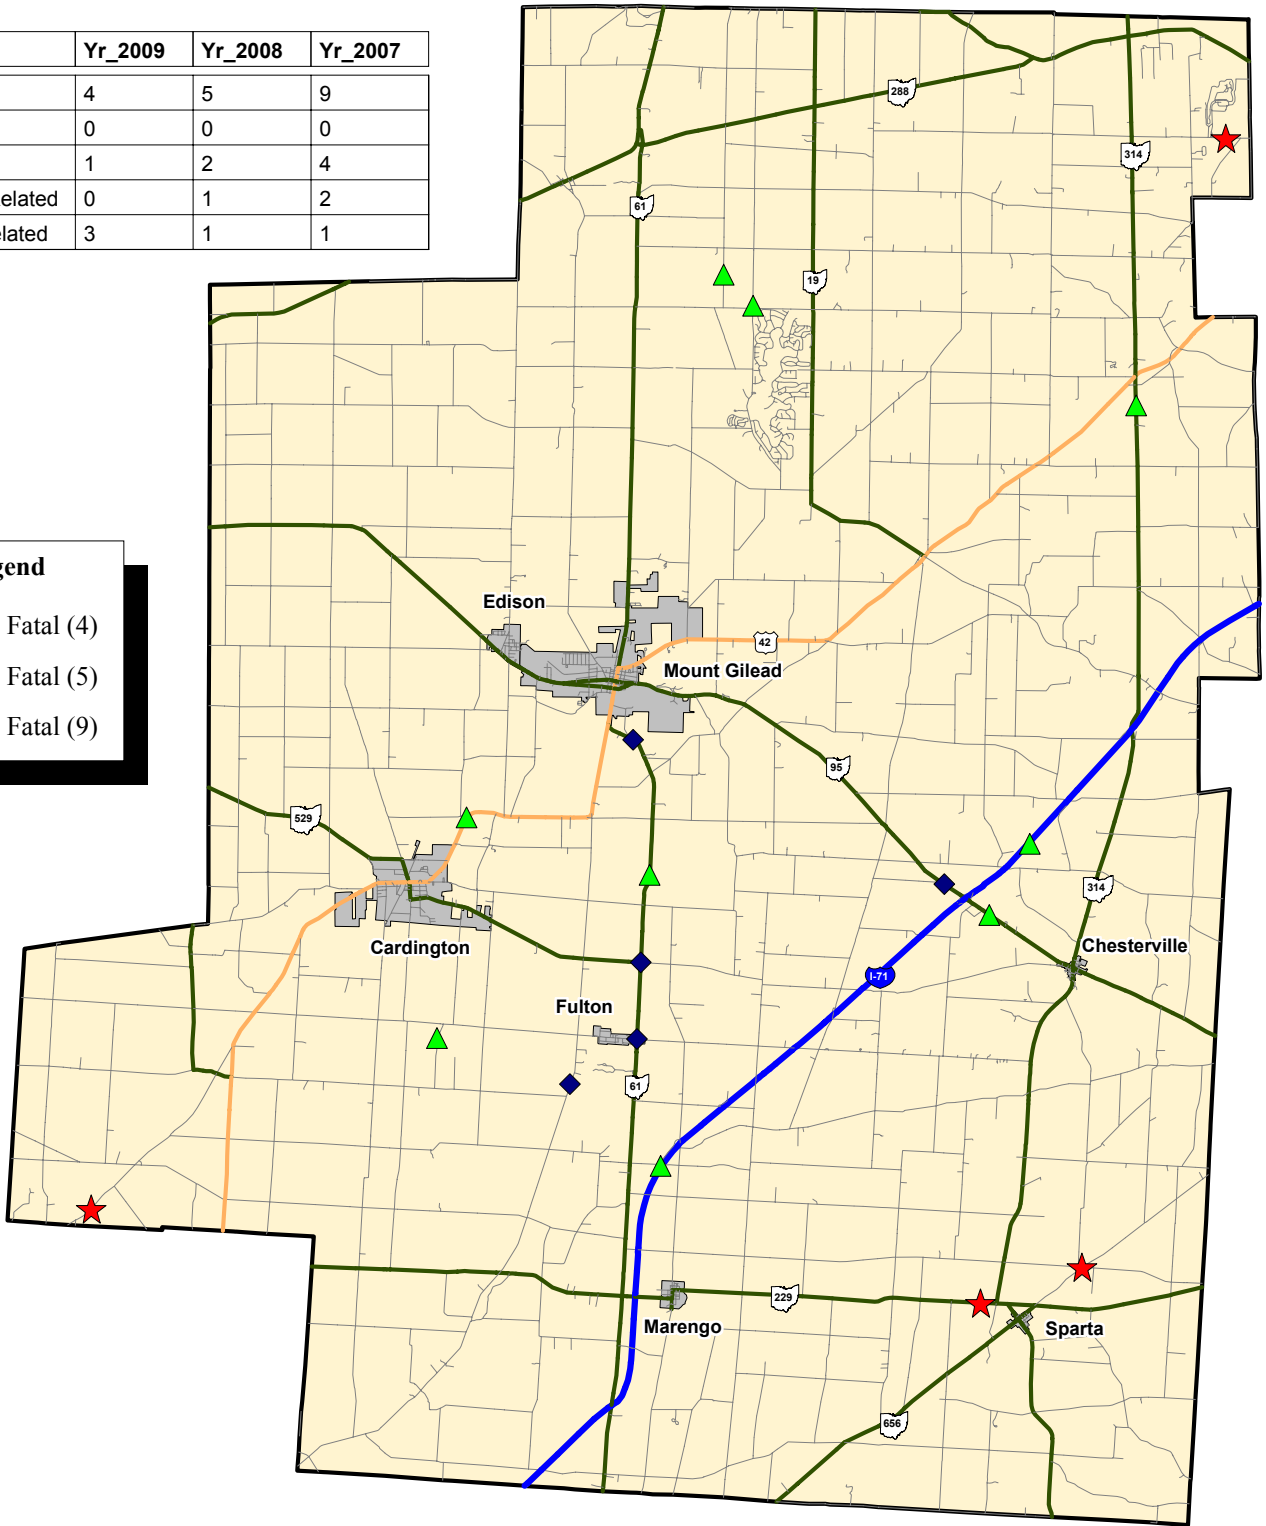 Yr_2009 Yr_2008 Yr_2007
4 5 9
0 0 0
1 2 4
elated 0 1 2
elated 3 1 1
288
314
61
19
gend
Fatal (4)
Fatal (5)
Fatal (9)
Edison
42
Mount Gilead
95
529
314
Cardington
Chesterville
I-71
Fulton
61
229
Marengo
Sparta
656